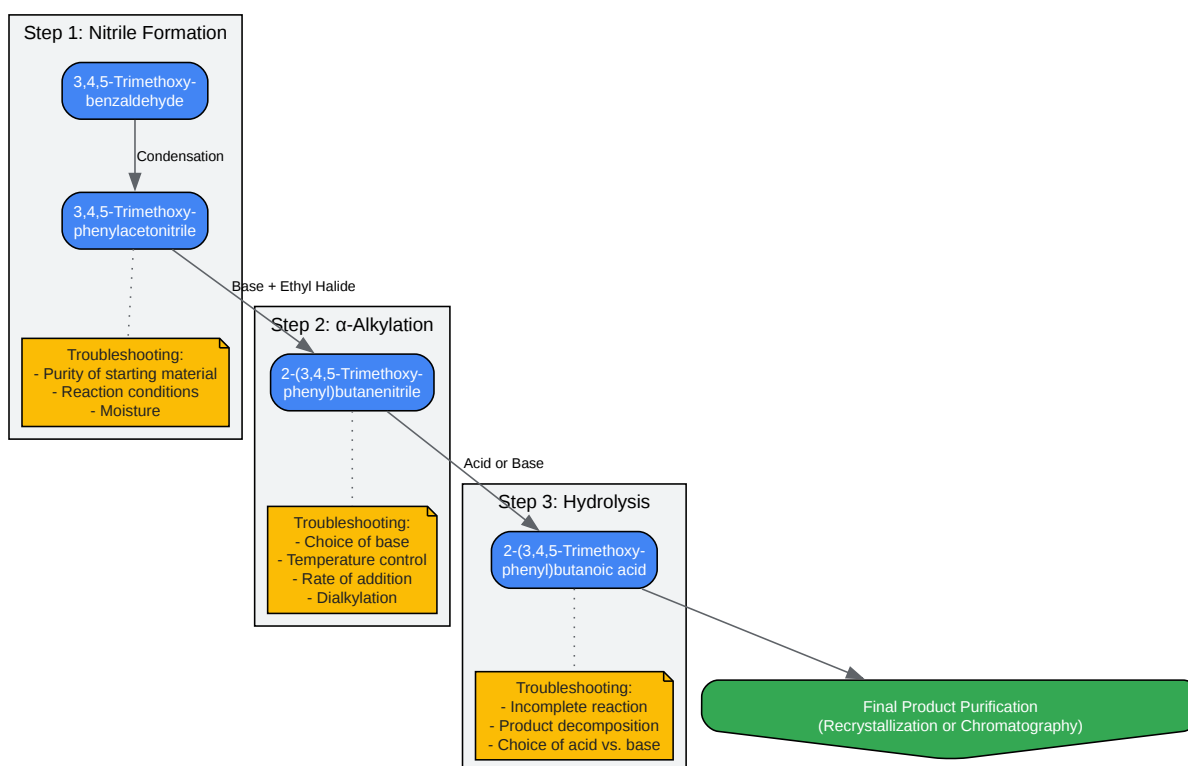 Step 1: Nitrile Formation
3,4,5-Trimethoxy-
benzaldehyde
Condensation
3,4,5-Trimethoxy-
phenylacetonitrile
Troubleshooting:
- Purity of starting material
- Reaction conditions
- Moisture
Base + Ethyl Halide
Step 2: α-Alkylation
2-(3,4,5-Trimethoxy-
phenyl)butanenitrile
Troubleshooting:
- Choice of base
- Temperature control
- Rate of addition
- Dialkylation
Acid or Base
Step 3: Hydrolysis
2-(3,4,5-Trimethoxy-
phenyl)butanoic acid
Troubleshooting:
- Incomplete reaction
- Product decomposition
- Choice of acid vs. base
Final Product Purification
(Recrystallization or Chromatography)